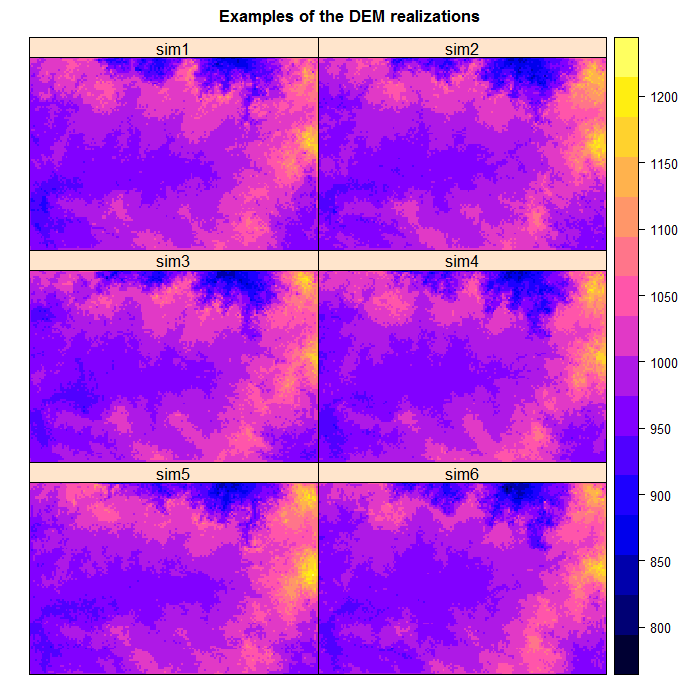 Examples of the DEM realizations
sim1
sim2
sim3
sim4
sim5
sim6
1200
1150
1100
1050
1000
950
900
850
800